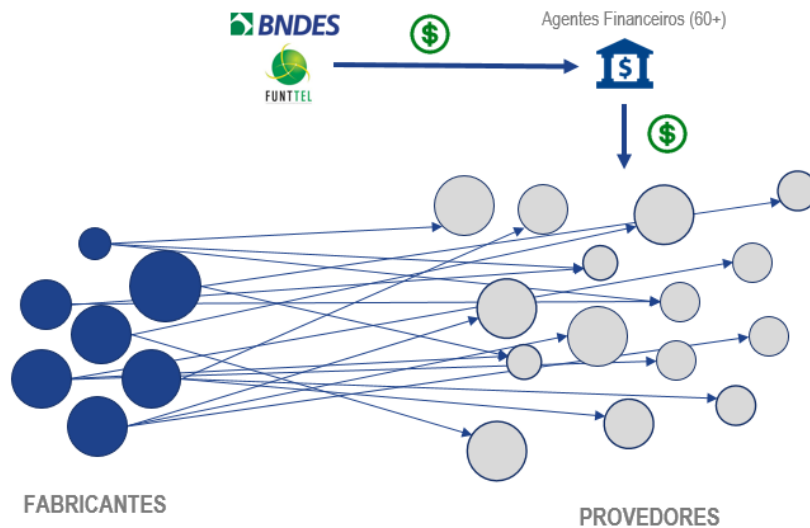 BNDES
Agentes Financeiros (60+)
FUNTTEL
FABRICANTES
PROVEDORES